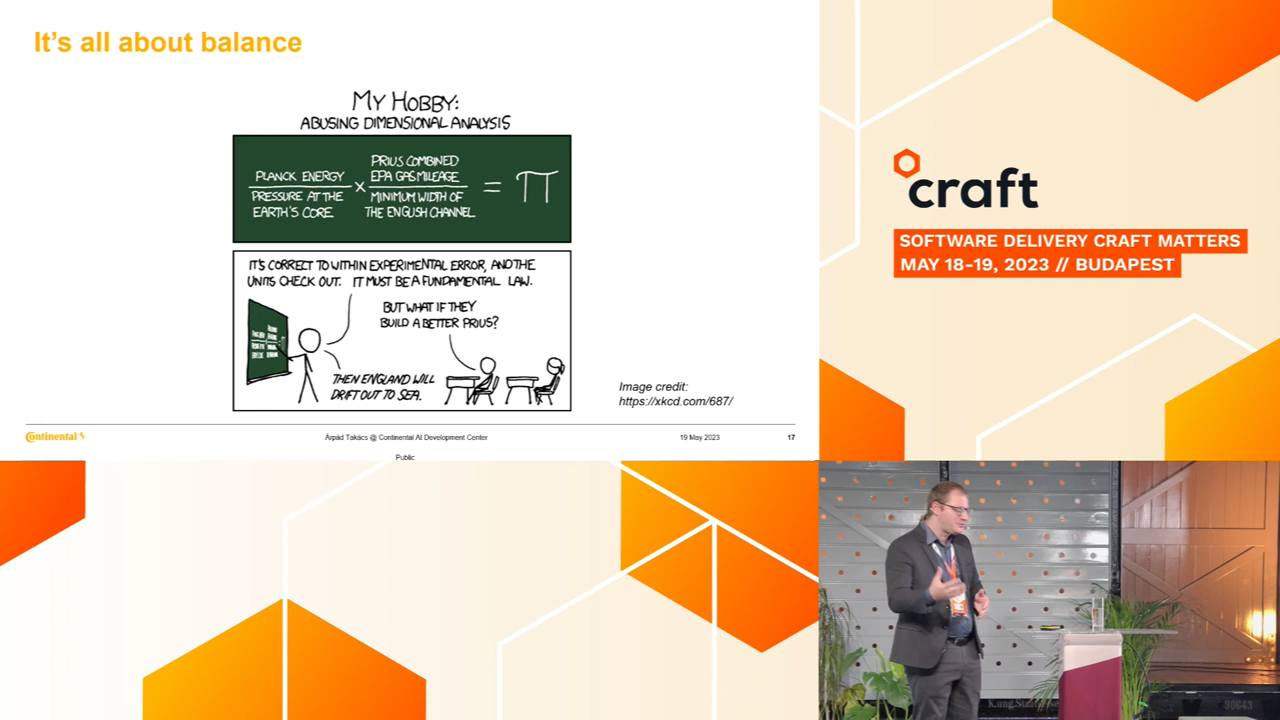 It's all about balance
MY HOBBY:
ABUSING DIMENSIONAL ANALYSIS
PLANCK ENERGY
PRESSURE AT THE
EARTH'S CORE
×
PRIUS COMBINED
EPA GAS MILEAGE
MINIMUM WIDTH OF
THE ENGLISH CHANNEL
= π
IT'S CORRECT TO WITHIN EXPERIMENTAL ERROR, AND THE
UNITS CHECK OUT. IT MUST BE A FUNDAMENTAL LAW.
BUT WHAT IF THEY
BUILD A BETTER PRIUS?
THEN ENGLAND WILL
DRIFT OUT TO SEA.
Image credit:
https://xkcd.com/687/
Continental
Árpád Takács @ Continental AI Development Center
19 May 2023
17
Public
craft
SOFTWARE DELIVERY CRAFT MATTERS
MAY 18-19, 2023 // BUDAPEST